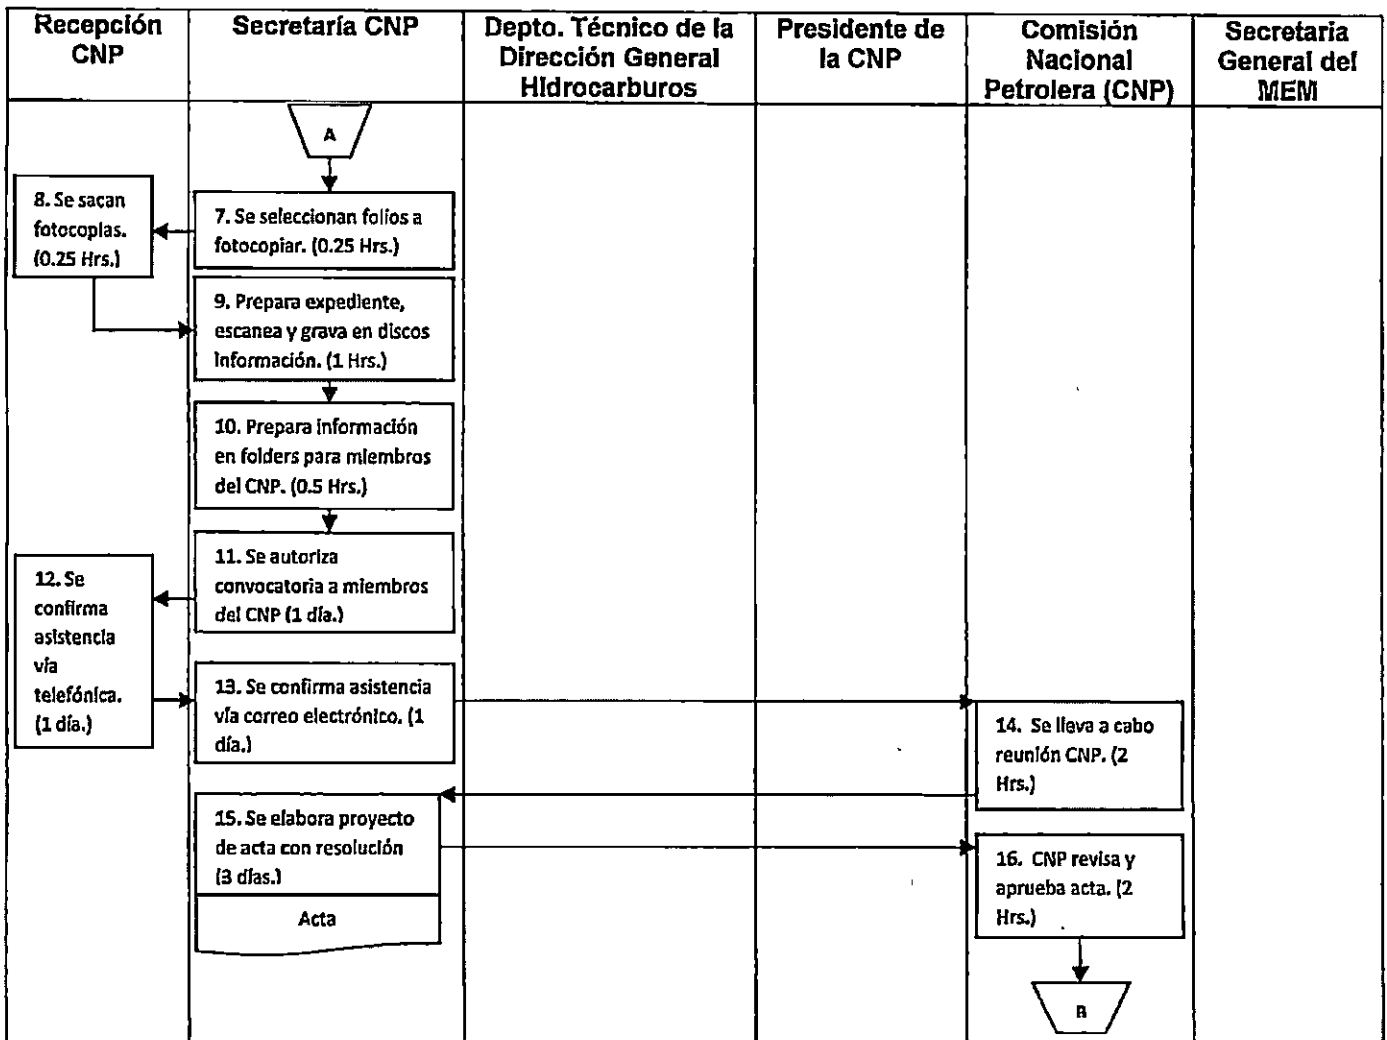 Recepción
CNP
Secretaría CNP
Depto. Técnico de la
Dirección General
Hidrocarburos
Presidente de
la CNP
Comisión
Nacional
Petrolera (CNP)
Secretaria
General del
MEM
A
7. Se seleccionan folios a
fotocopiar. (0.25 Hrs.)
8. Se sacan
fotocopias.
(0.25 Hrs.)
9. Prepara expediente,
escanea y grava en discos
información. (1 Hrs.)
10. Prepara información
en folders para miembros
del CNP. (0.5 Hrs.)
11. Se autoriza
convocatoria a miembros
del CNP (1 día.)
12. Se
confirma
asistencia
vía
telefónica.
(1 día.)
13. Se confirma asistencia
vía correo electrónico. (1
día.)
14. Se lleva a cabo
reunión CNP. (2
Hrs.)
15. Se elabora proyecto
de acta con resolución
(3 días.)
Acta
16. CNP revisa y
aprueba acta. (2
Hrs.)
B